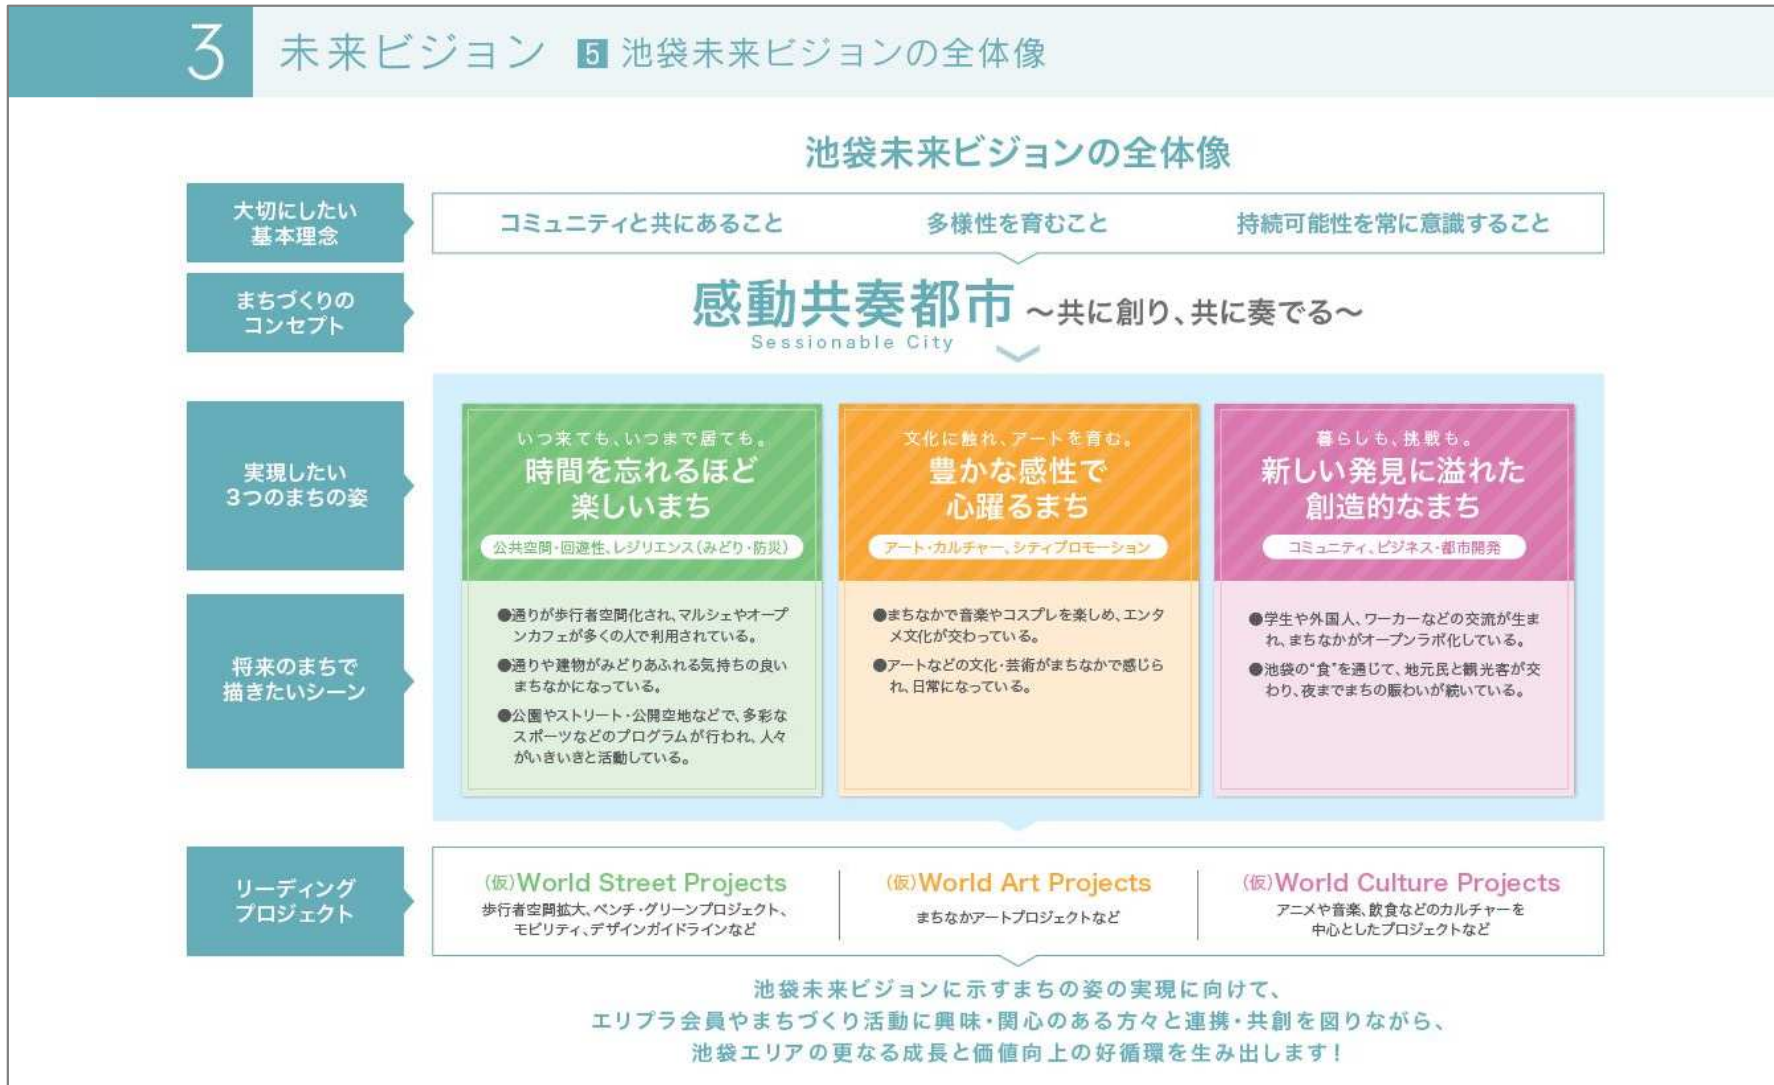 3 未来ビジョン 5 池袋未来ビジョンの全体像
池袋未来ビジョンの全体像
大切にしたい
基本理念
コミュニティと共にあること 多様性を育むこと 持続可能性を常に意識すること
まちづくりの
コンセプト
感動共奏都市 〜共に創り、共に奏でる〜
Sessionable City
実現したい
3つのまちの姿
いつ来ても、いつまで居ても。
時間を忘れるほど
楽しいまち
公共空間・回遊性、レジリエンス(みどり・防災)
文化に触れ、アートを育む。
豊かな感性で
心躍るまち
アート・カルチャー、シティプロモーション
暮らしも、挑戦も。
新しい発見に溢れた
創造的なまち
コミュニティ、ビジネス・都市開発
将来のまちで
描きたいシーン
●通りが歩行者空間化され、マルシェやオープ
ンカフェが多くの人で利用されている。
●通りや建物がみどりあふれる気持ちの良い
まちなかになっている。
●公園やストリート・公開空地などで、多彩な
スポーツなどのプログラムが行われ、人々
がいきいきと活動している。
●まちなかで音楽やコスプレを楽しめ、エンタ
メ文化が交わっている。
●アートなどの文化・芸術がまちなかで感じら
れ、日常になっている。
●学生や外国人、ワーカーなどの交流が生ま
れ、まちなかがオープンラボ化している。
●池袋の“食”を通じて、地元民と観光客が交
わり、夜までまちの賑わいが続いている。
リーディング
プロジェクト
(仮)World Street Projects
歩行者空間拡大、ベンチ・グリーンプロジェクト、
モビリティ、デザインガイドラインなど
(仮)World Art Projects
まちなかアートプロジェクトなど
(仮)World Culture Projects
アニメや音楽、飲食などのカルチャーを
中心としたプロジェクトなど
池袋未来ビジョンに示すまちの姿の実現に向けて、
エリプラ会員やまちづくり活動に興味・関心のある方々と連携・共創を図りながら、
池袋エリアの更なる成長と価値向上の好循環を生み出します！